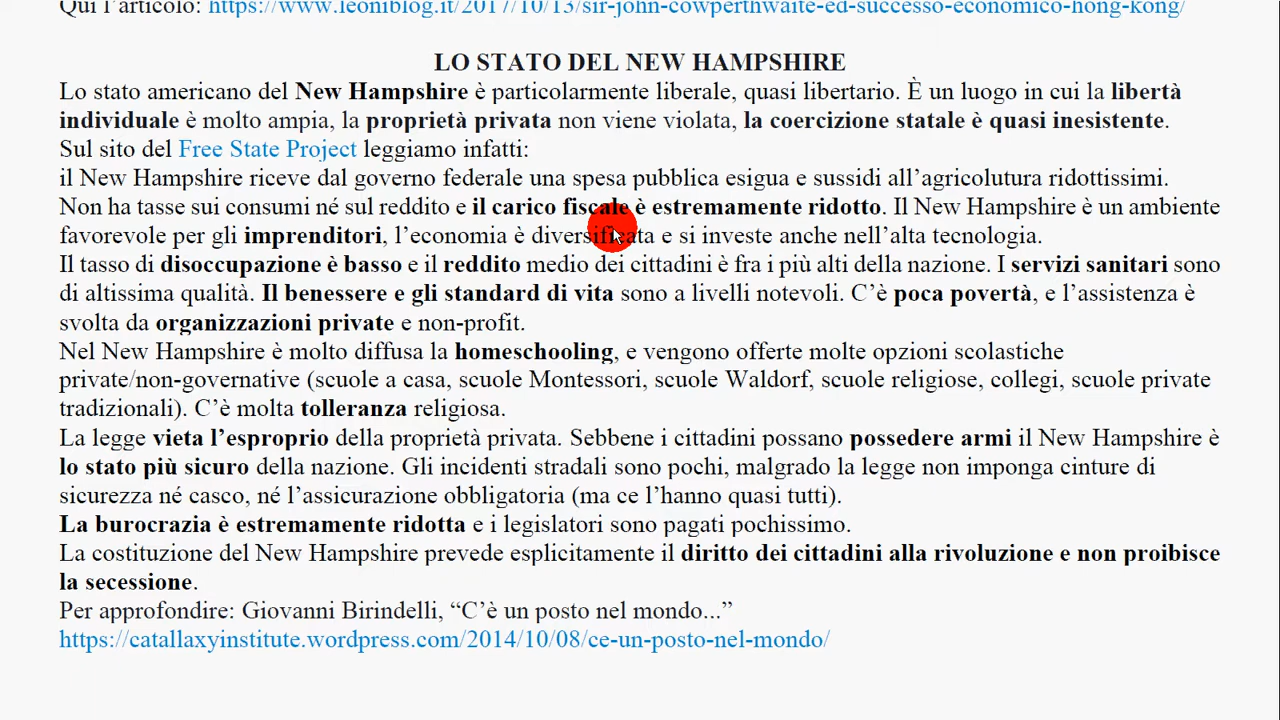 Qui l’articolo: https://www.leoniblog.it/2017/10/13/sir-john-cowperthwaite-ed-successo-economico-hong-kong/
LO STATO DEL NEW HAMPSHIRE
Lo stato americano del New Hampshire è particolarmente liberale, quasi libertario. È un luogo in cui la libertà
individuale è molto ampia, la proprietà privata non viene violata, la coercizione statale è quasi inesistente.
Sul sito del Free State Project leggiamo infatti:
il New Hampshire riceve dal governo federale una spesa pubblica esigua e sussidi all’agricolutura ridottissimi.
Non ha tasse sui consumi né sul reddito e il carico fiscale è estremamente ridotto. Il New Hampshire è un ambiente
favorevole per gli imprenditori, l’economia è diversificata e si investe anche nell’alta tecnologia.
Il tasso di disoccupazione è basso e il reddito medio dei cittadini è fra i più alti della nazione. I servizi sanitari sono
di altissima qualità. Il benessere e gli standard di vita sono a livelli notevoli. C’è poca povertà, e l’assistenza è
svolta da organizzazioni private e non-profit.
Nel New Hampshire è molto diffusa la homeschooling, e vengono offerte molte opzioni scolastiche
private/non-governative (scuole a casa, scuole Montessori, scuole Waldorf, scuole religiose, collegi, scuole private
tradizionali). C’è molta tolleranza religiosa.
La legge vieta l’esproprio della proprietà privata. Sebbene i cittadini possano possedere armi il New Hampshire è
lo stato più sicuro della nazione. Gli incidenti stradali sono pochi, malgrado la legge non imponga cinture di
sicurezza né casco, né l’assicurazione obbligatoria (ma ce l’hanno quasi tutti).
La burocrazia è estremamente ridotta e i legislatori sono pagati pochissimo.
La costituzione del New Hampshire prevede esplicitamente il diritto dei cittadini alla rivoluzione e non proibisce
la secessione.
Per approfondire: Giovanni Birindelli, “C’è un posto nel mondo...”
https://catallaxyinstitute.wordpress.com/2014/10/08/ce-un-posto-nel-mondo/